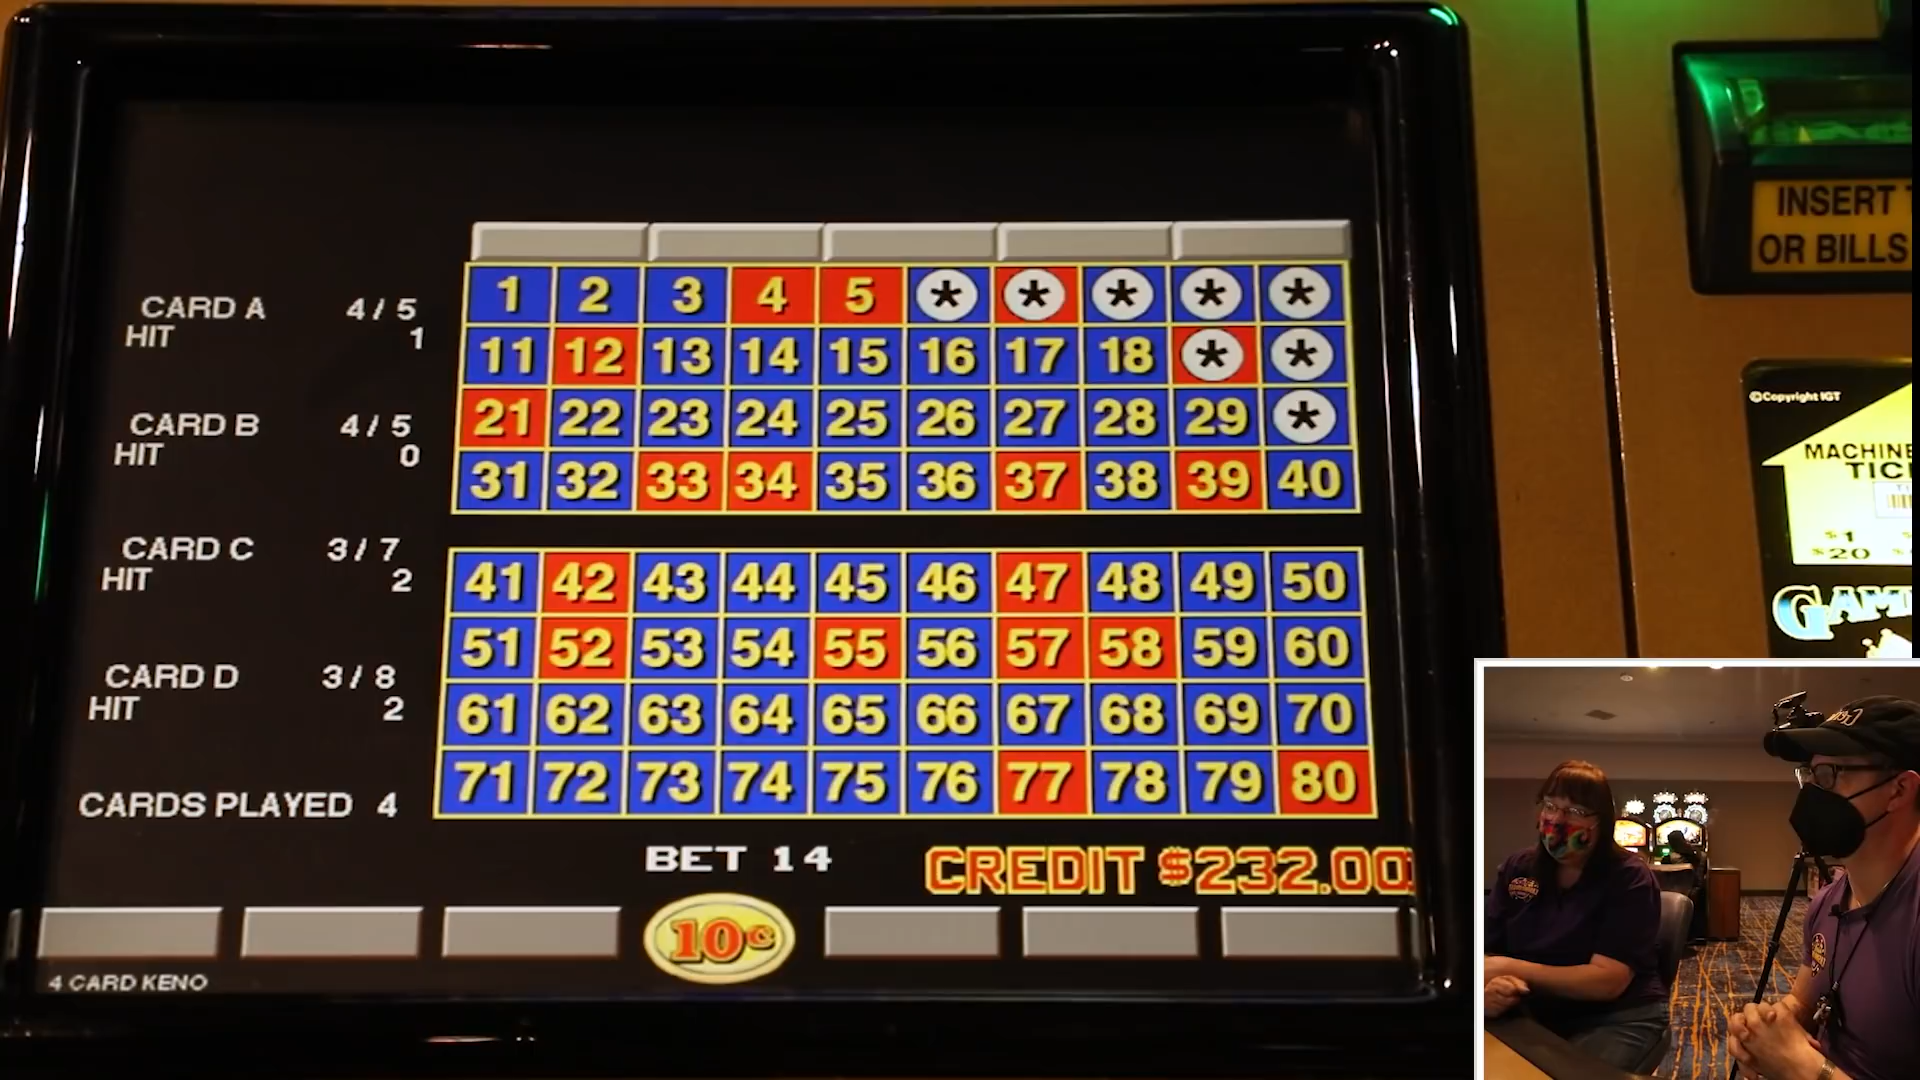 CARD A 4/5
HIT 1
CARD B 4/5
HIT 0
CARD C 3/7
HIT 2
CARD D 3/8
HIT 2
CARDS PLAYED 4
1 2 3 4 5 * * * * *
11 12 13 14 15 16 17 18 * *
21 22 23 24 25 26 27 28 29 *
31 32 33 34 35 36 37 38 39 40
41 42 43 44 45 46 47 48 49 50
51 52 53 54 55 56 57 58 59 60
61 62 63 64 65 66 67 68 69 70
71 72 73 74 75 76 77 78 79 80
BET 14
CREDIT $232.00
10¢
4 CARD KENO
INSERT
OR BILLS
©Copyright IGT
MACHINE
$1
$20